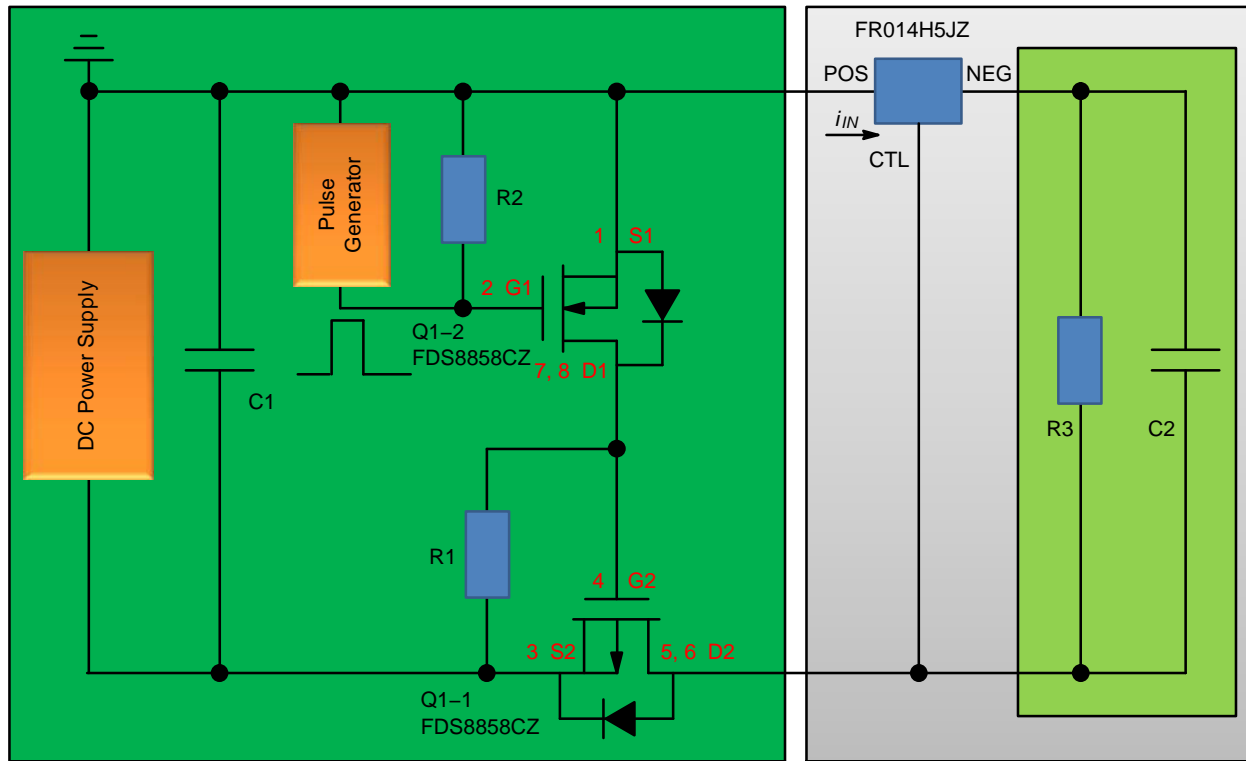 FR014H5JZ
POS
NEG
iIN
CTL
Pulse
Generator
R2
1 S1
2 G1
Q1–2
FDS8858CZ
7, 8 D1
DC Power Supply
C1
R3
C2
R1
4 G2
3 S2
5, 6 D2
Q1–1
FDS8858CZ